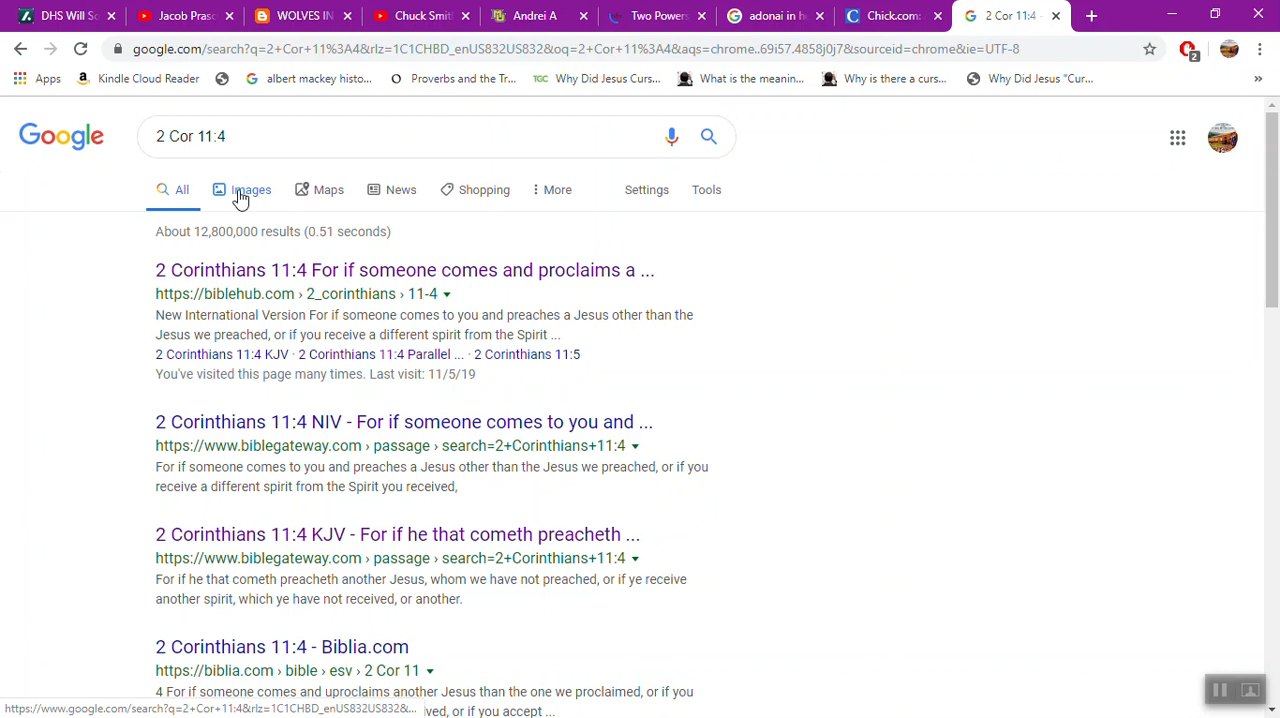 DHS Will Sc
Jacob Prasc
WOLVES IN
Chuck Smit
Andrei A
Two Powers
adonai in he
Chick.com:
2 Cor 11:4 -
google.com/search?q=2+Cor+11%3A4&rlz=1C1CHBD_enUS832US832&oq=2+Cor+11%3A4&aqs=chrome..69i57.4858j0j7&sourceid=chrome&ie=UTF-8
2
Apps
Kindle Cloud Reader
albert mackey histo...
Proverbs and the Tr...
TGC Why Did Jesus Curs...
What is the meanin...
Why is there a curs...
Why Did Jesus "Cur...
»
Google
2 Cor 11:4
All
Images
Maps
News
Shopping
More
Settings
Tools
About 12,800,000 results (0.51 seconds)
2 Corinthians 11:4 For if someone comes and proclaims a ...
https://biblehub.com › 2_corinthians › 11-4
New International Version For if someone comes to you and preaches a Jesus other than the
Jesus we preached, or if you receive a different spirit from the Spirit ...
2 Corinthians 11:4 KJV · 2 Corinthians 11:4 Parallel ... · 2 Corinthians 11:5
You've visited this page many times. Last visit: 11/5/19
2 Corinthians 11:4 NIV - For if someone comes to you and ...
https://www.biblegateway.com › passage › search=2+Corinthians+11:4
For if someone comes to you and preaches a Jesus other than the Jesus we preached, or if you
receive a different spirit from the Spirit you received,
2 Corinthians 11:4 KJV - For if he that cometh preacheth ...
https://www.biblegateway.com › passage › search=2+Corinthians+11:4
For if he that cometh preacheth another Jesus, whom we have not preached, or if ye receive
another spirit, which ye have not received, or another.
2 Corinthians 11:4 - Biblia.com
https://biblia.com › bible › esv › 2 Cor 11
4 For if someone comes and uproclaims another Jesus than the one we proclaimed, or if you
https://www.google.com/search?q=2+Cor+11:4&rlz=1C1CHBD_enUS832US832&...
ved, or if you accept ...